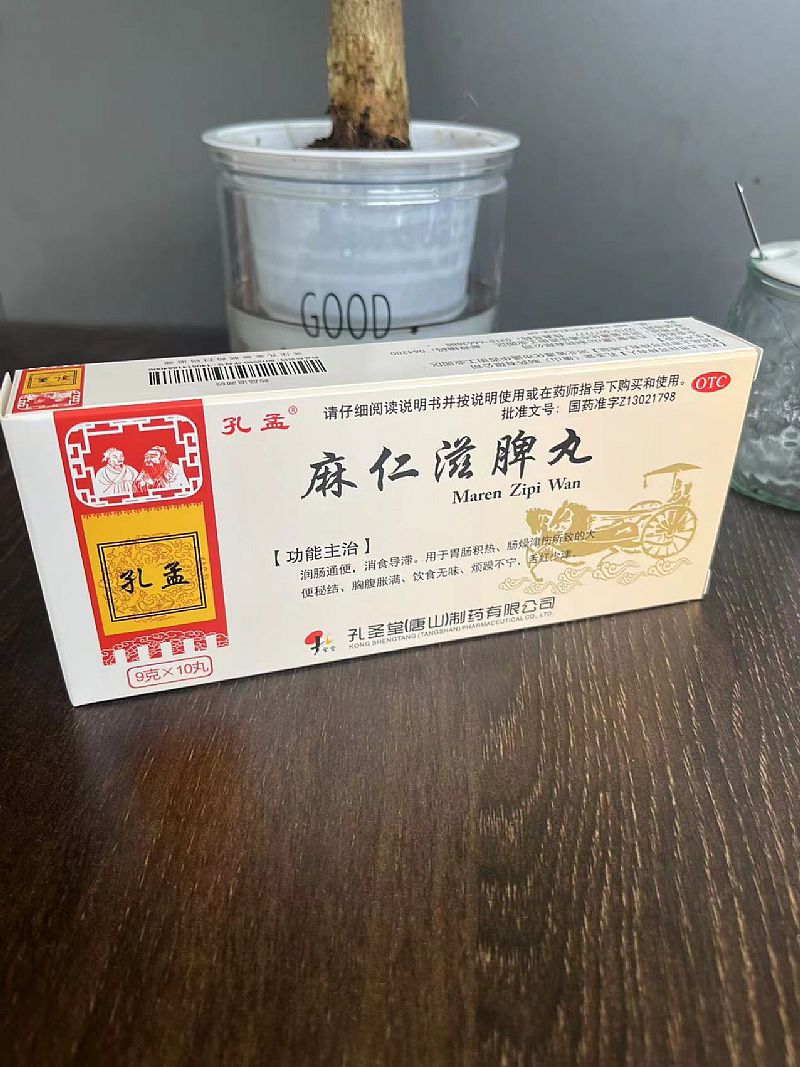 GOOD
孔孟
孔孟®
请仔细阅读说明书并按说明使用或在药师指导下购买和使用。
OTC
批准文号：国药准字Z13021798
麻仁滋脾丸
Maren Zipi Wan
【功能主治】
润肠通便，消食导滞。用于胃肠积热、肠燥津伤所致的大
便秘结、胸腹胀满、饮食无味、烦躁不宁、舌红少津。
孔孟
孔圣堂(唐山)制药有限公司
KONG SHENGTANG (TANGSHAN) PHARMACEUTICAL CO., LTD.
9克×10丸